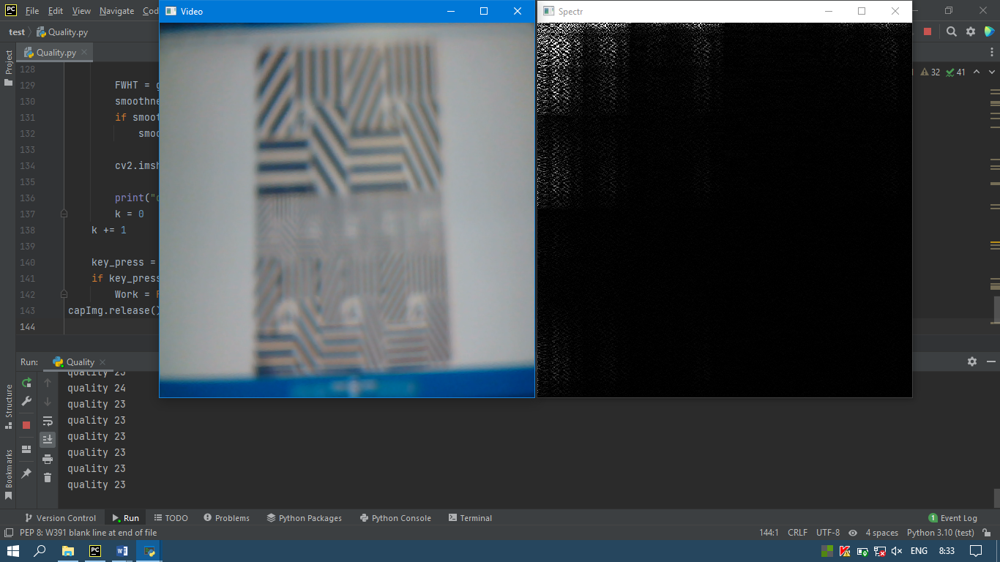 File Edit View Navigate Cod
Video
Spectr
test Quality.py
Quality.py
32 41
Project
128
129 FWHT = g
130 smoothne
131 if smoot
132 smoo
133
134 cv2.imsh
135
136 print("c
137 k = 0
138 k += 1
139
140 key_press =
141 if key_press
142 Work = F
143 capImg.release()
144
Run: Quality
quality 23
quality 24
quality 23
quality 23
quality 23
quality 23
quality 23
quality 23
Structure
Bookmarks
Version Control Run TODO Problems Python Packages Python Console Terminal 1 Event Log
PEP 8: W391 blank line at end of file 144:1 CRLF UTF-8 4 spaces Python 3.10 (test)
PC W ENG 8:33